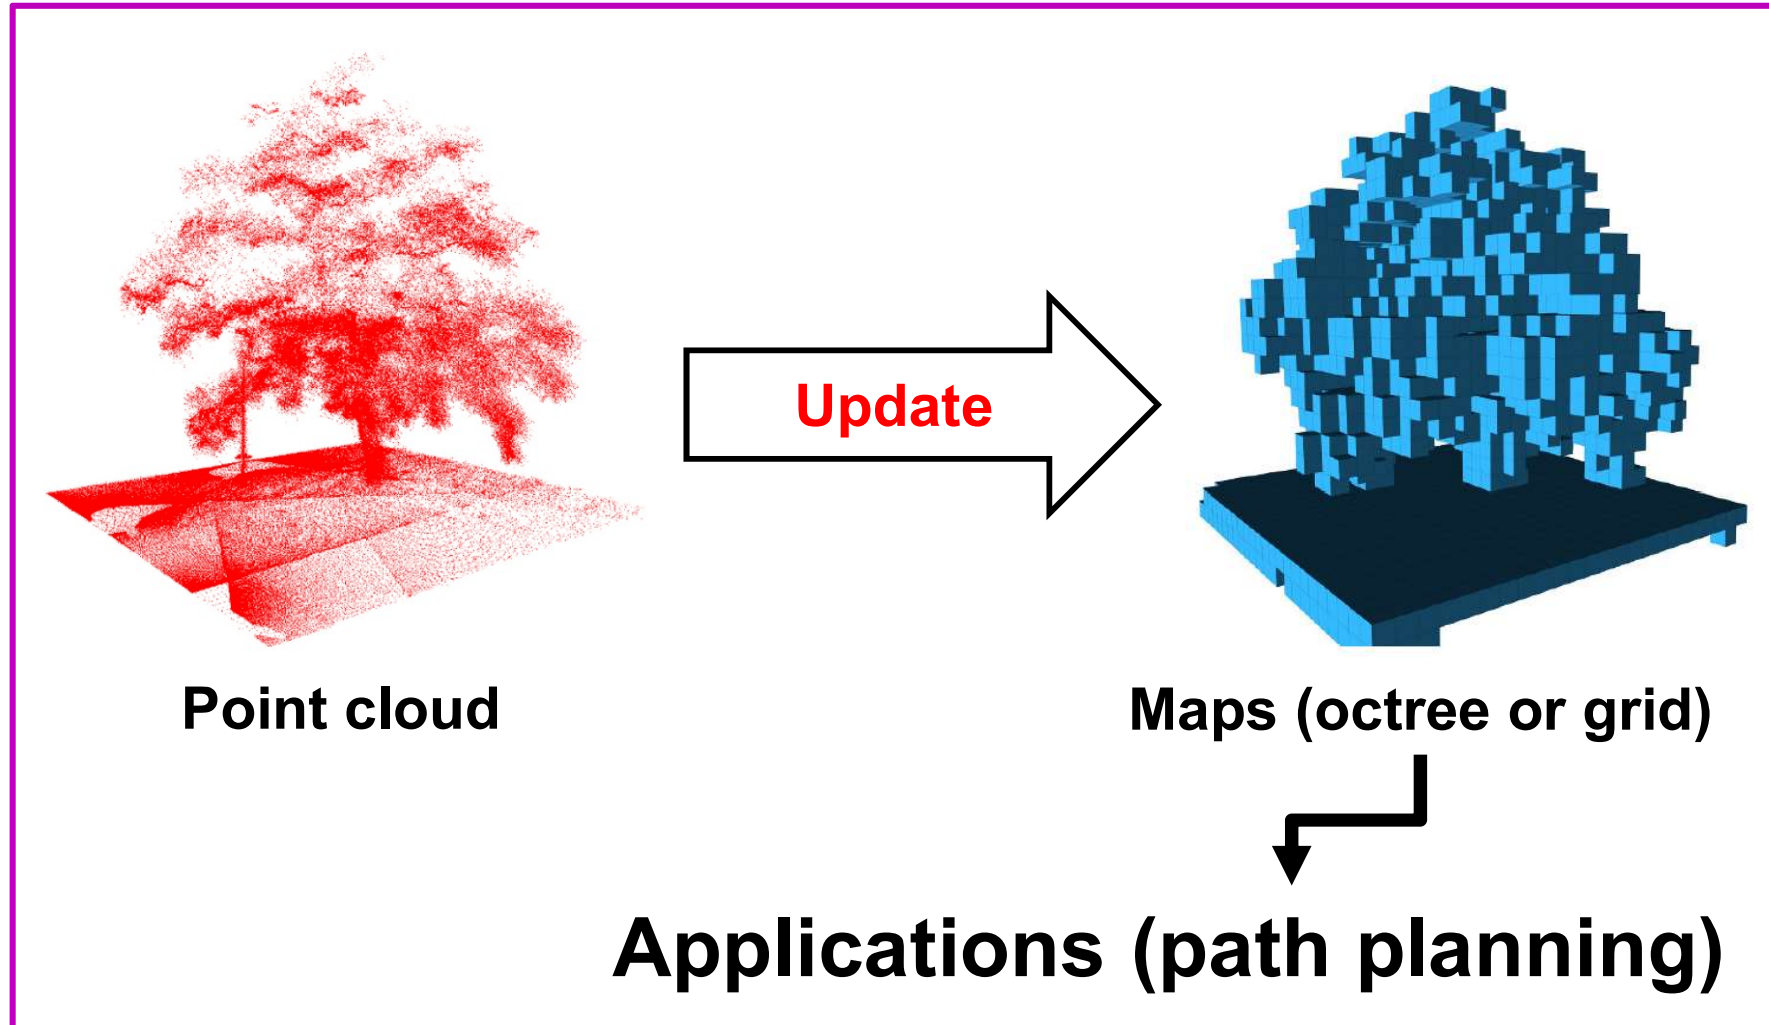 Update
Point cloud
Maps (octree or grid)
Applications (path planning)